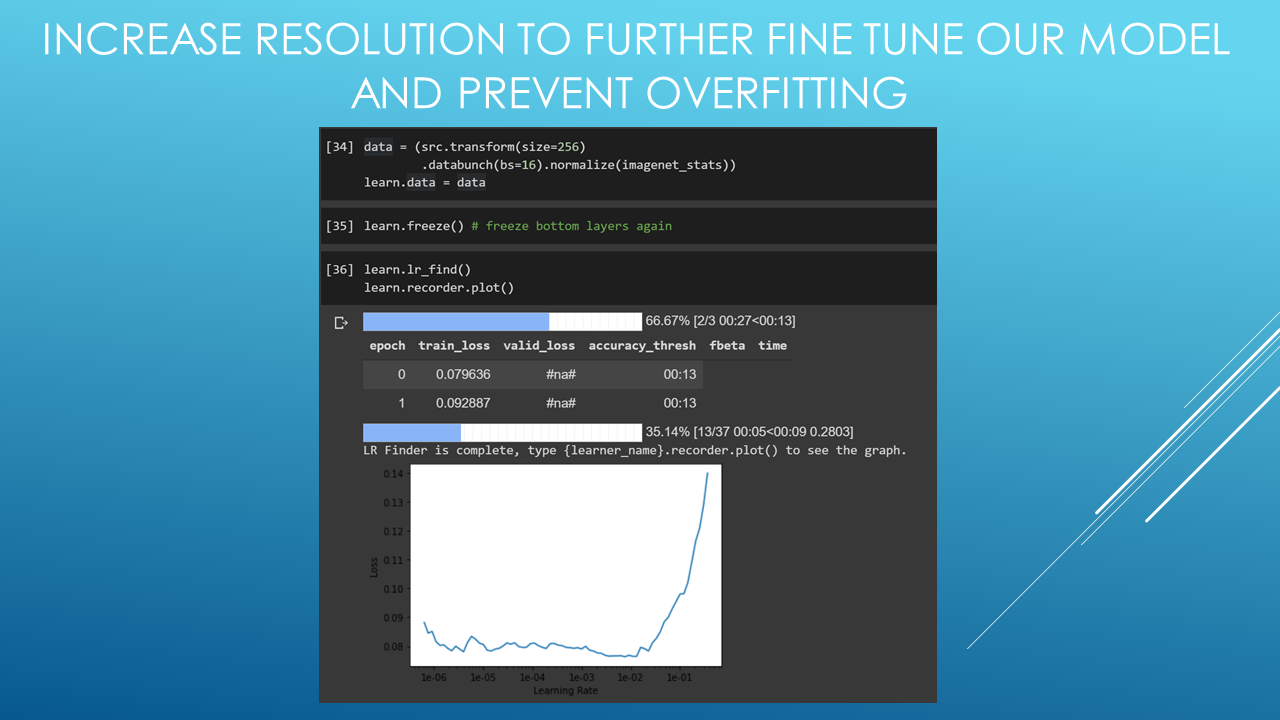 INCREASE RESOLUTION TO FURTHER FINE TUNE OUR MODEL
AND PREVENT OVERFITTING
[34] data = (src.transform(size=256)
.databunch(bs=16).normalize(imagenet_stats))
learn.data = data
[35] learn.freeze() # freeze bottom layers again
[36] learn.lr_find()
learn.recorder.plot()
66.67% [2/3 00:27<00:13]
epoch train_loss valid_loss accuracy_thresh fbeta time
0 0.079636 #na# 00:13
1 0.092887 #na# 00:13
35.14% [13/37 00:05<00:09 0.2803]
LR Finder is complete, type {learner_name}.recorder.plot() to see the graph.
0.14
0.13
0.12
0.11
0.10
0.09
0.08
Loss
1e-06 1e-05 1e-04 1e-03 1e-02 1e-01
Learning Rate